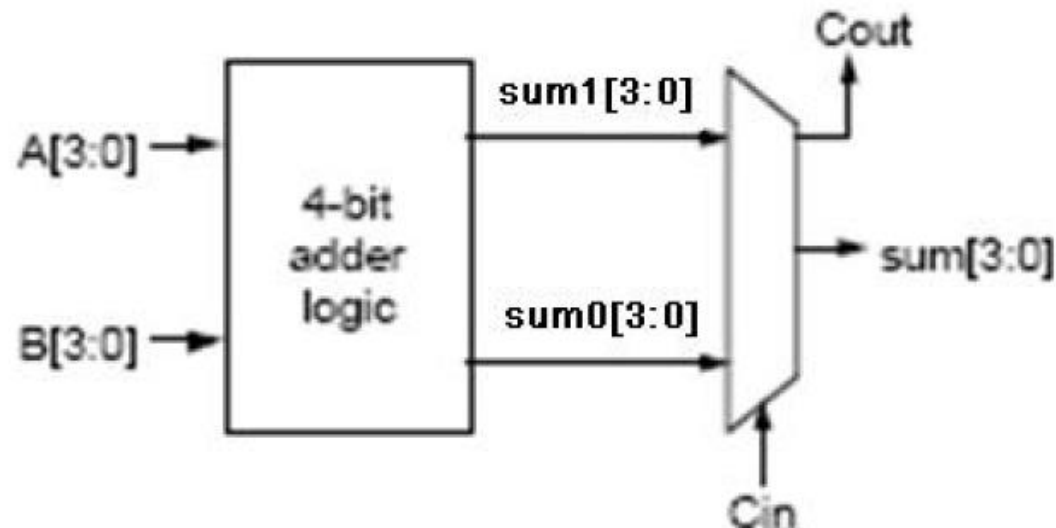 Cout
sum1[3:0]
A[3:0]
4-bit
adder
logic
sum[3:0]
sum0[3:0]
B[3:0]
Cin